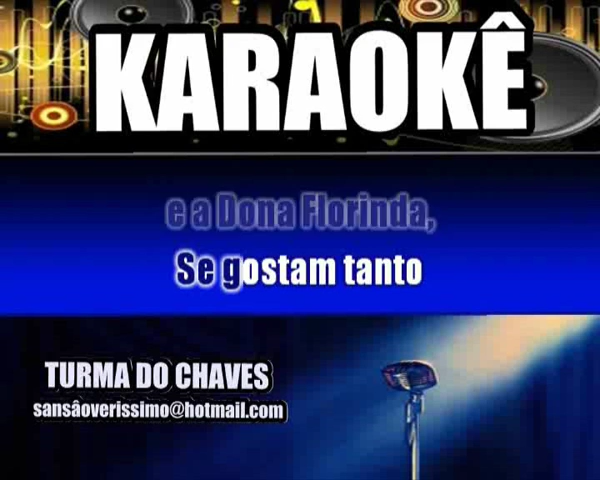 KARAOKÊ
e a Dona Florinda,
Se gostam tanto
TURMA DO CHAVES
sansâoverissimo@hotmail.com